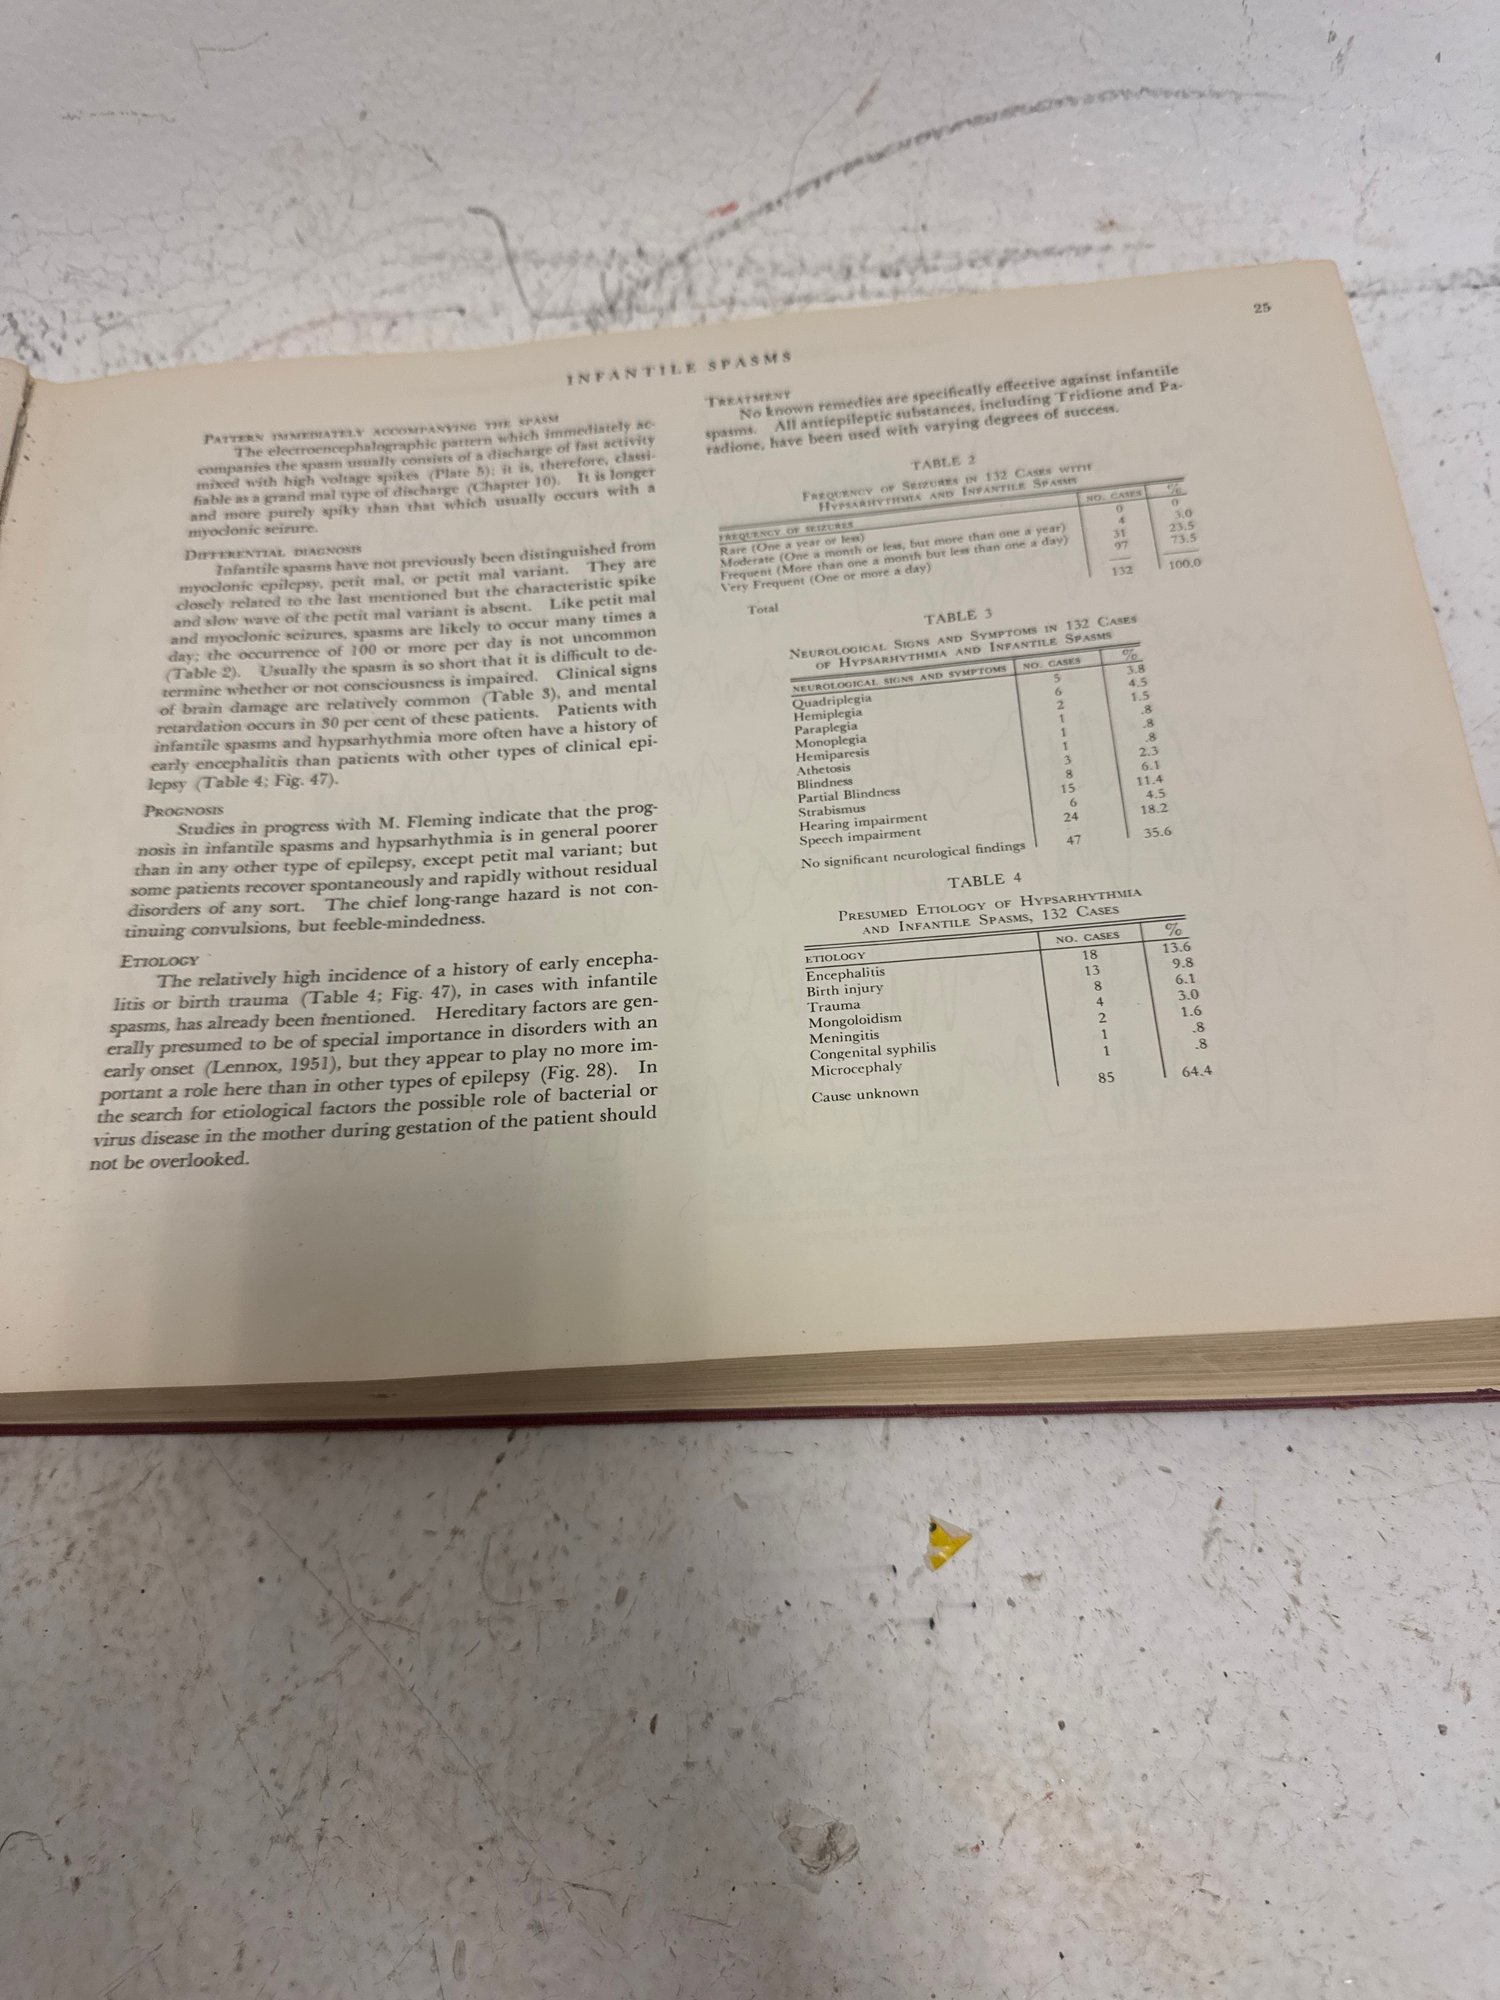 25
INFANTILE SPASMS
PATTERN IMMEDIATELY ACCOMPANYING THE SPASM
The electroencephalographic pattern which immediately ac-
companies the spasm usually consists of a discharge of fast activity
mixed with high voltage spikes (Plate 5); it is, therefore, classi-
fiable as a grand mal type of discharge (Chapter 10). It is longer
and more purely spiky than that which usually occurs with a
myoclonic seizure.
DIFFERENTIAL DIAGNOSIS
Infantile spasms have not previously been distinguished from
myoclonic epilepsy, petit mal, or petit mal variant. They are
closely related to the last mentioned but the characteristic spike
and slow wave of the petit mal variant is absent. Like petit mal
and myoclonic seizures, spasms are likely to occur many times a
day; the occurrence of 100 or more per day is not uncommon
(Table 2). Usually the spasm is so short that it is difficult to de-
termine whether or not consciousness is impaired. Clinical signs
of brain damage are relatively common (Table 3), and mental
retardation occurs in 80 per cent of these patients. Patients with
infantile spasms and hypsarhythmia more often have a history of
early encephalitis than patients with other types of clinical epi-
lepsy (Table 4; Fig. 47).
PROGNOSIS
Studies in progress with M. Fleming indicate that the prog-
nosis in infantile spasms and hypsarhythmia is in general poorer
than in any other type of epilepsy, except petit mal variant; but
some patients recover spontaneously and rapidly without residual
disorders of any sort. The chief long-range hazard is not con-
tinuing convulsions, but feeble-mindedness.
ETIOLOGY
The relatively high incidence of a history of early encepha-
litis or birth trauma (Table 4; Fig. 47), in cases with infantile
spasms, has already been mentioned. Hereditary factors are gen-
erally presumed to be of special importance in disorders with an
early onset (Lennox, 1951), but they appear to play no more im-
portant a role here than in other types of epilepsy (Fig. 28). In
the search for etiological factors the possible role of bacterial or
virus disease in the mother during gestation of the patient should
not be overlooked.
TREATMENT
No known remedies are specifically effective against infantile
spasms. All antiepileptic substances, including Tridione and Pa-
radione, have been used with varying degrees of success.
TABLE 2
FREQUENCY OF SEIZURES IN 132 CASES WITH
HYPSARHYTHMIA AND INFANTILE SPASMS
FREQUENCY OF SEIZURES NO. CASES %
Rare (One a year or less) 0 0
Moderate (One a month or less, but more than one a year) 4 3.0
Frequent (More than one a month but less than one a day) 31 23.5
Very Frequent (One or more a day) 97 73.5
Total 132 100.0
TABLE 3
NEUROLOGICAL SIGNS AND SYMPTOMS IN 132 CASES
OF HYPSARHYTHMIA AND INFANTILE SPASMS
NEUROLOGICAL SIGNS AND SYMPTOMS NO. CASES %
Quadriplegia 5 3.8
Hemiplegia 6 4.5
Paraplegia 2 1.5
Monoplegia 1 .8
Hemiparesis 1 .8
Athetosis 1 .8
Blindness 3 2.3
Partial Blindness 8 6.1
Strabismus 15 11.4
Hearing impairment 6 4.5
Speech impairment 24 18.2
No significant neurological findings 47 35.6
TABLE 4
PRESUMED ETIOLOGY OF HYPSARHYTHMIA
AND INFANTILE SPASMS, 132 CASES
ETIOLOGY NO. CASES %
Encephalitis 18 13.6
Birth injury 13 9.8
Trauma 8 6.1
Mongoloidism 4 3.0
Meningitis 2 1.6
Congenital syphilis 1 .8
Microcephaly 1 .8
Cause unknown 85 64.4